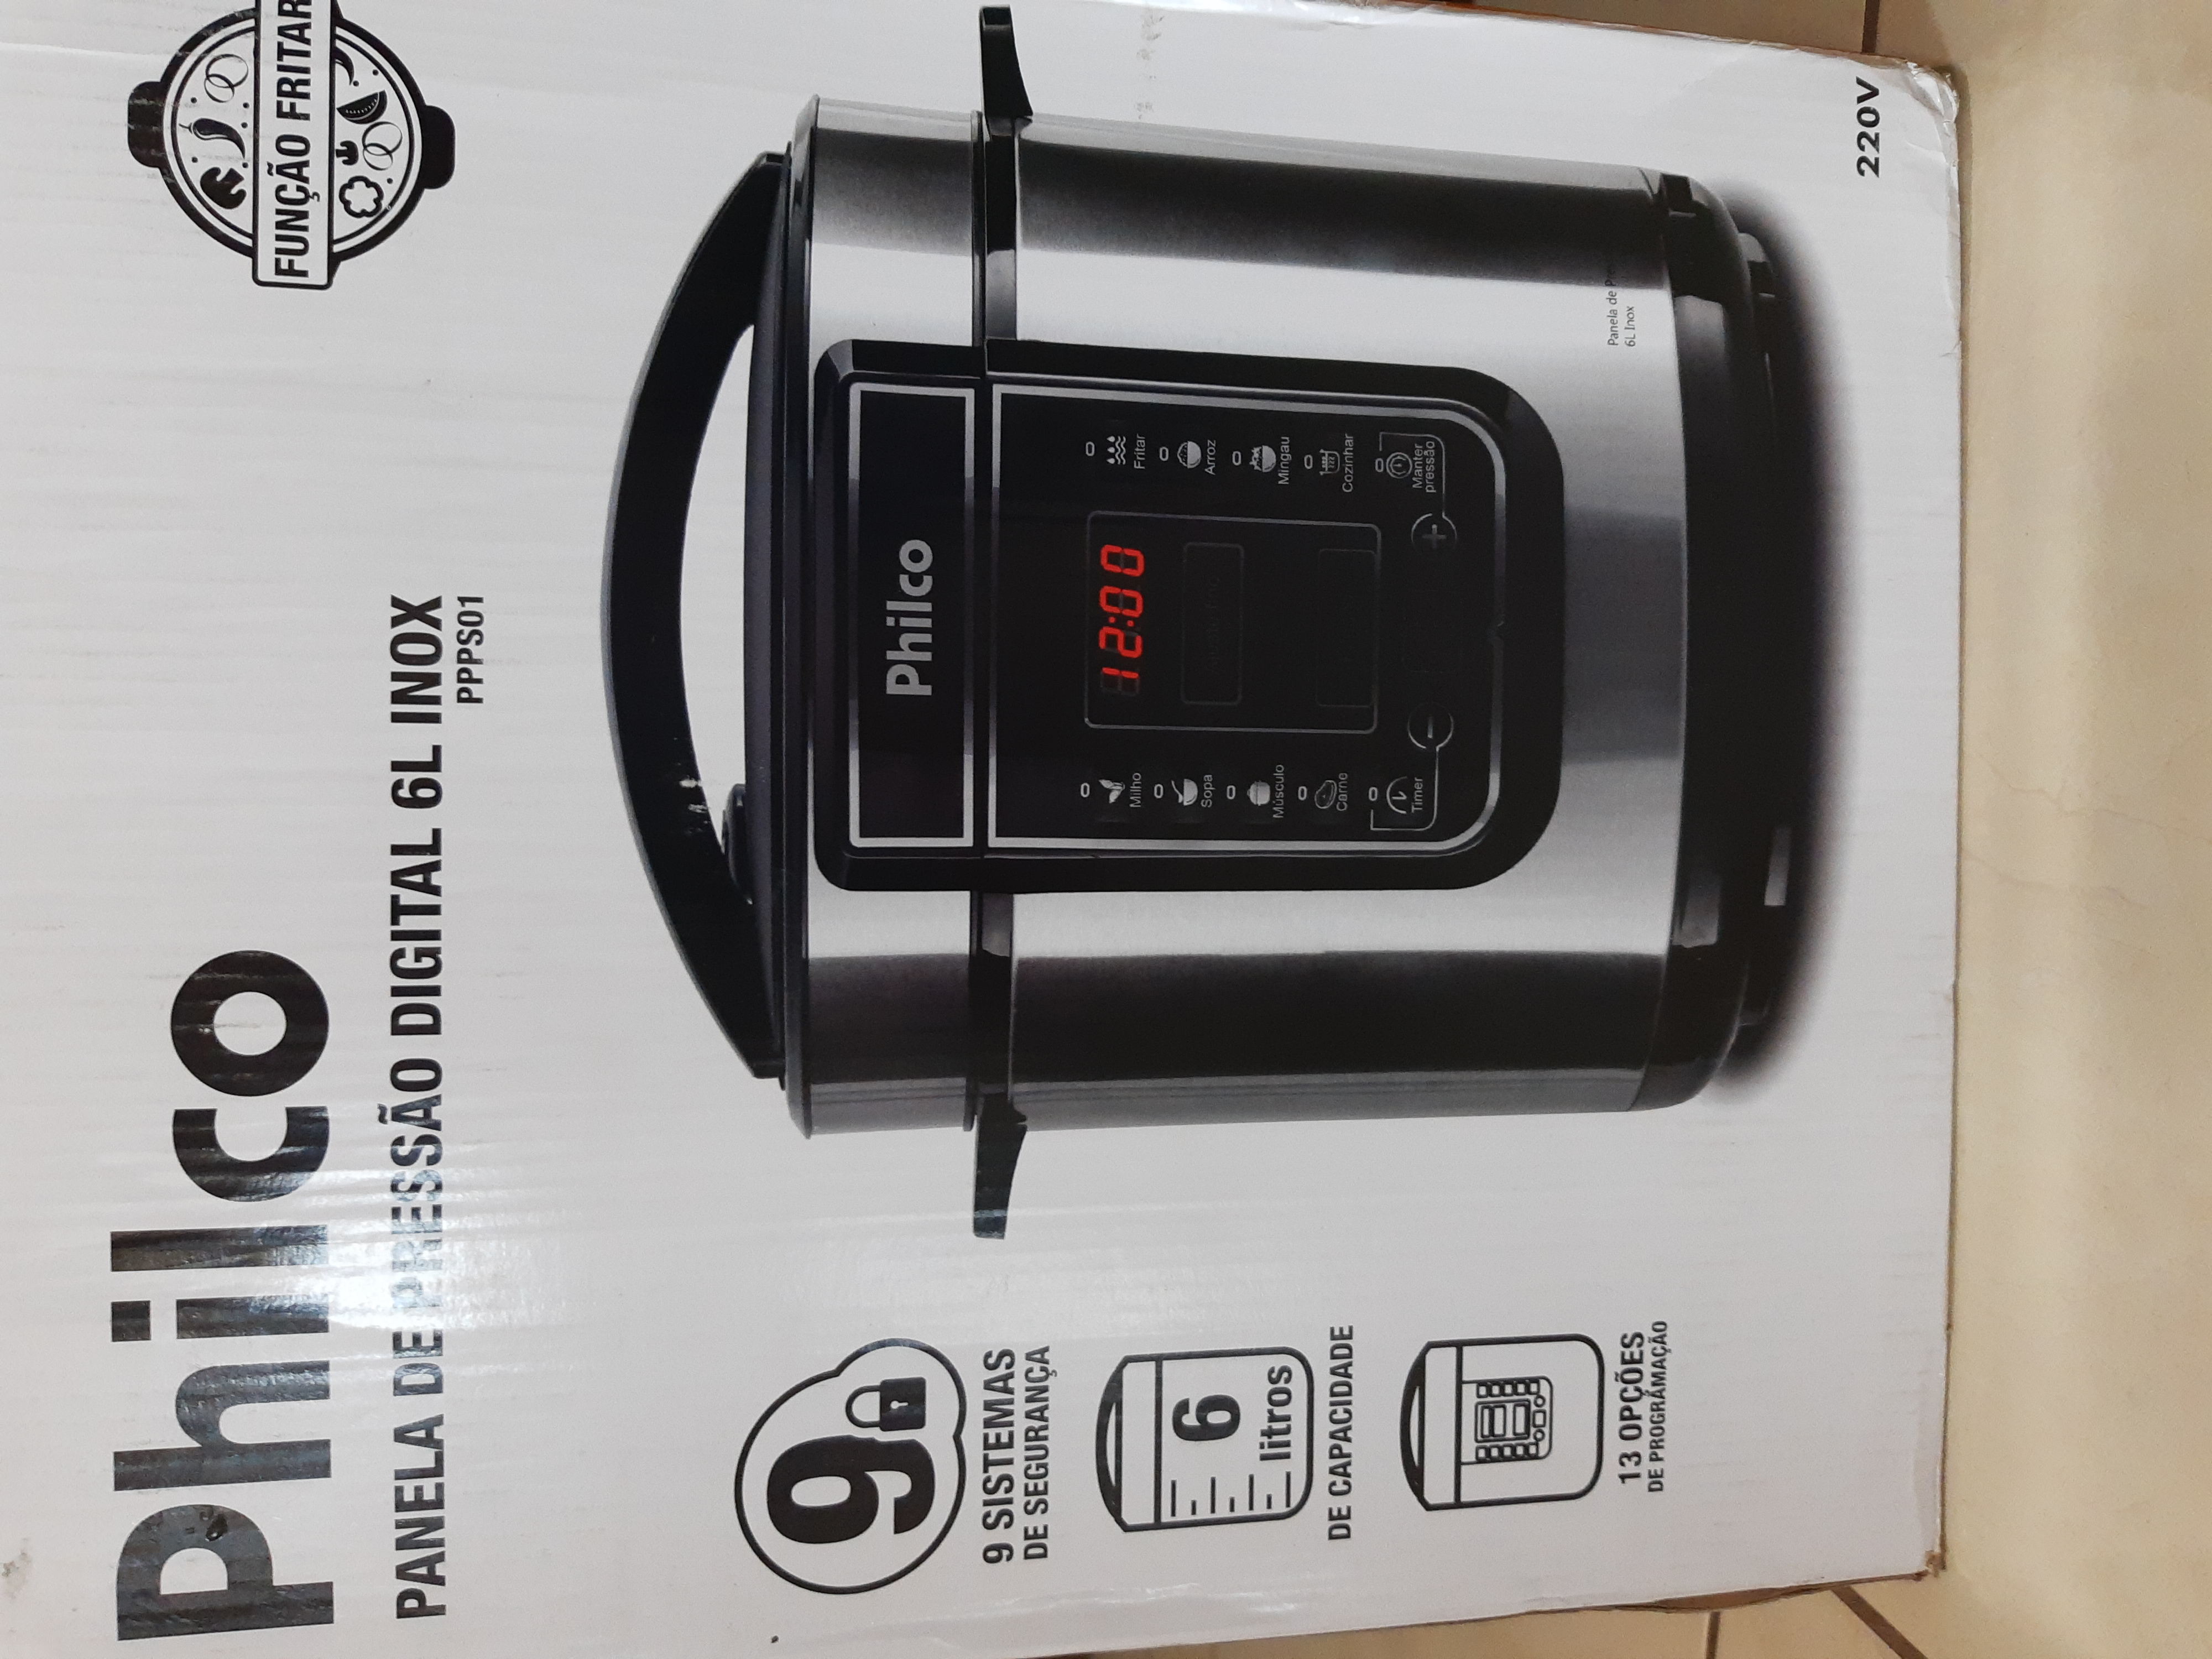 Philco
FUNÇÃO FRITAR
PANELA DE PRESSÃO DIGITAL 6L INOX
PPPS01
9
9 SISTEMAS
DE SEGURANÇA
6
litros
DE CAPACIDADE
13 OPÇÕES
DE PROGRAMAÇÃO
Philco
12:00
Milho
Sopa
Músculo
Carne
Timer
Fritar
Arroz
Mingau
Cozinhar
Manter
pressão
Panela de
6L Inox
220V